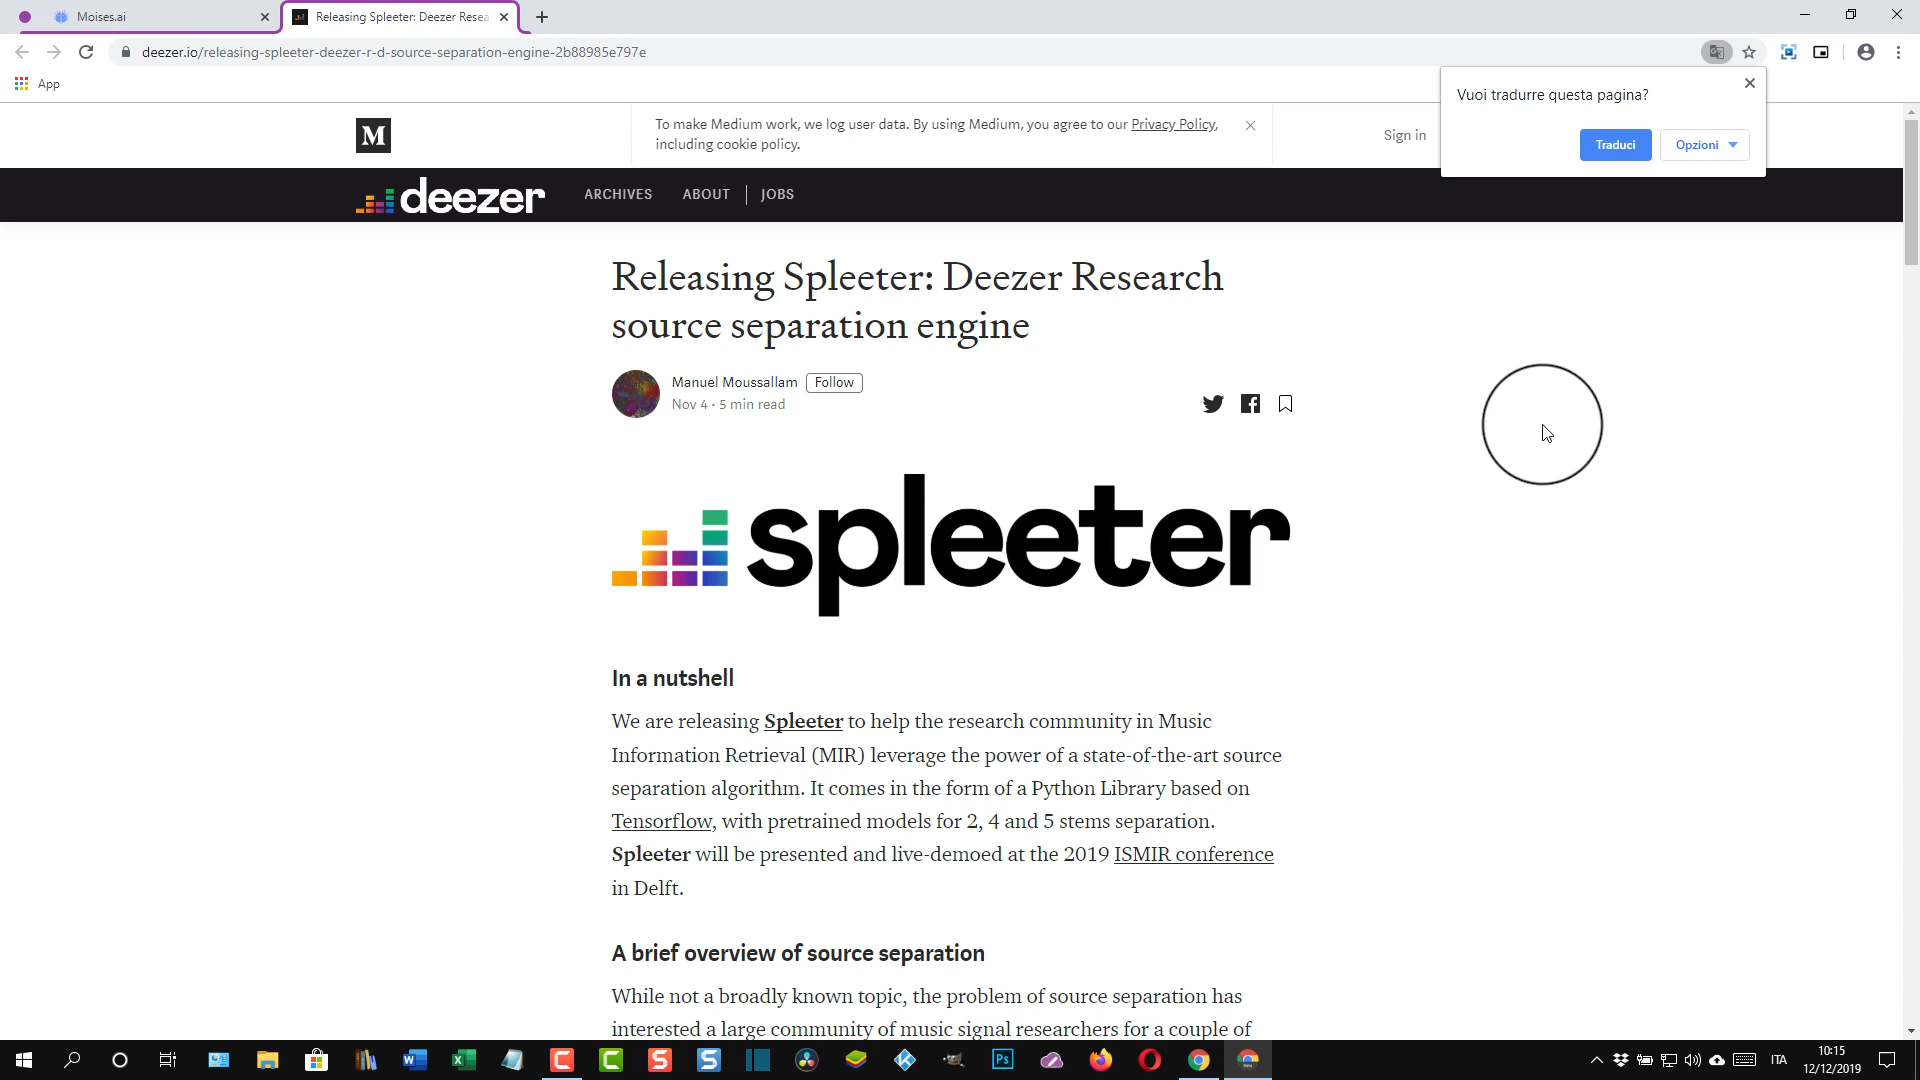 Moises.ai
Releasing Spleeter: Deezer Resea
deezer.io/releasing-spleeter-deezer-r-d-source-separation-engine-2b88985e797e
App
Vuoi tradurre questa pagina?
Traduci
Opzioni
M
To make Medium work, we log user data. By using Medium, you agree to our Privacy Policy,
including cookie policy.
Sign in
deezer
ARCHIVES
ABOUT
JOBS
Releasing Spleeter: Deezer Research
source separation engine
Manuel Moussallam
Follow
Nov 4 · 5 min read
spleeter
In a nutshell
We are releasing Spleeter to help the research community in Music
Information Retrieval (MIR) leverage the power of a state-of-the-art source
separation algorithm. It comes in the form of a Python Library based on
Tensorflow, with pretrained models for 2, 4 and 5 stems separation.
Spleeter will be presented and live-demoed at the 2019 ISMIR conference
in Delft.
A brief overview of source separation
While not a broadly known topic, the problem of source separation has
interested a large community of music signal researchers for a couple of
ITA
10:15
12/12/2019